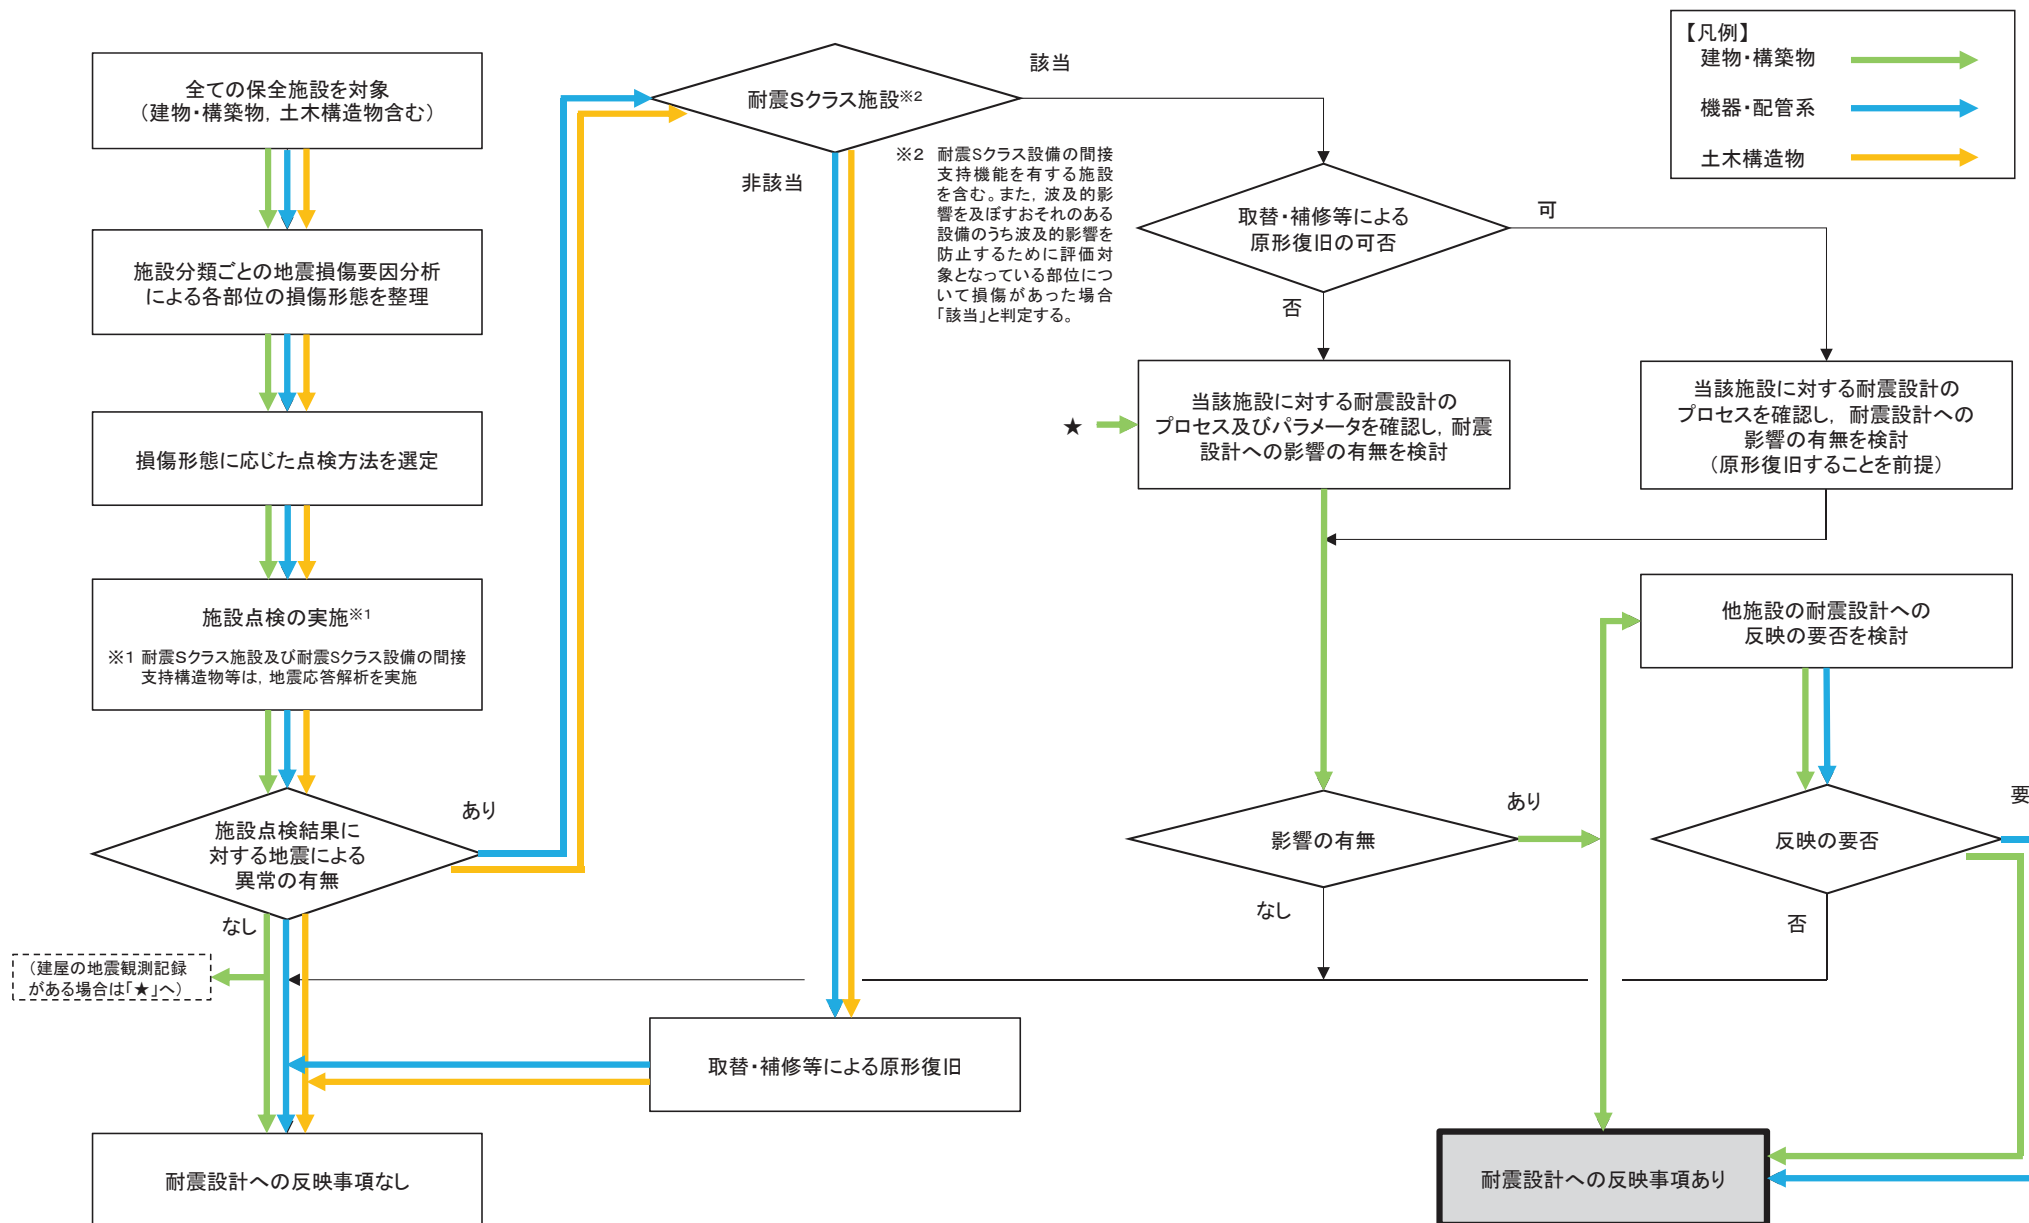 全ての保全施設を対象
（建物・構築物，土木構造物含む）
施設分類ごとの地震損傷要因分析
による各部位の損傷形態を整理
損傷形態に応じた点検方法を選定
施設点検の実施※1
※1 耐震Ｓクラス施設及び耐震Sクラス設備の間接
支持構造物等は，地震応答解析を実施
施設点検結果に
対する地震による
異常の有無
あり
なし
（建屋の地震観測記録
がある場合は「★」へ）
耐震設計への反映事項なし
耐震Ｓクラス施設※2
該当
非該当
※2 耐震Sクラス設備の間接
支持機能を有する施設
を含む。また，波及的影
響を及ぼすおそれのある
設備のうち波及的影響を
防止するために評価対
象となっている部位につ
いて損傷があった場合
「該当」と判定する。
取替・補修等による原形復旧
取替・補修等による
原形復旧の可否
可
否
★
当該施設に対する耐震設計の
プロセス及びパラメータを確認し，耐震
設計への影響の有無を検討
当該施設に対する耐震設計の
プロセスを確認し，耐震設計への
影響の有無を検討
（原形復旧することを前提）
影響の有無
あり
なし
他施設の耐震設計への
反映の要否を検討
反映の要否
要
否
耐震設計への反映事項あり
【凡例】
建物・構築物
機器・配管系
土木構造物